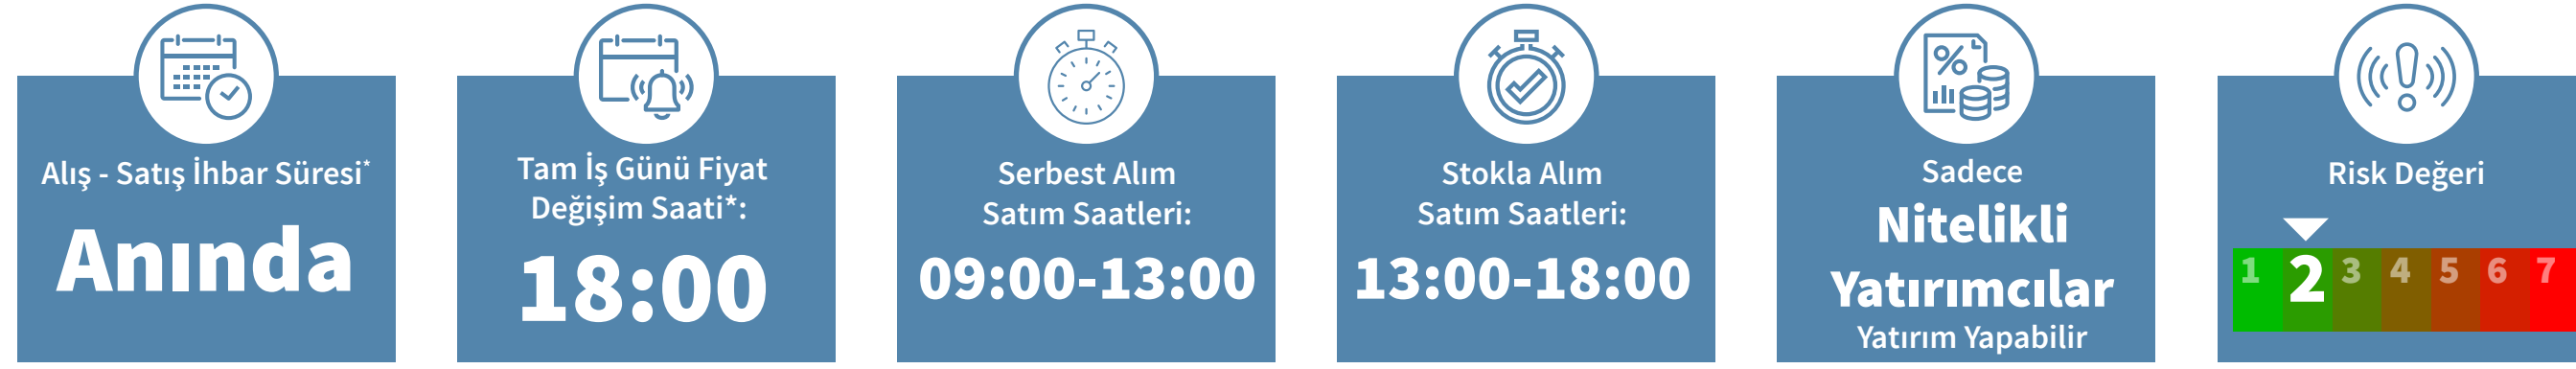 Alış - Satış İhbar Süresi*
Anında
Tam İş Günü Fiyat
Değişim Saati*:
18:00
Serbest Alım
Satım Saatleri:
09:00-13:00
Stokla Alım
Satım Saatleri:
13:00-18:00
Sadece
Nitelikli
Yatırımcılar
Yatırım Yapabilir
Risk Değeri
1 2 3 4 5 6 7